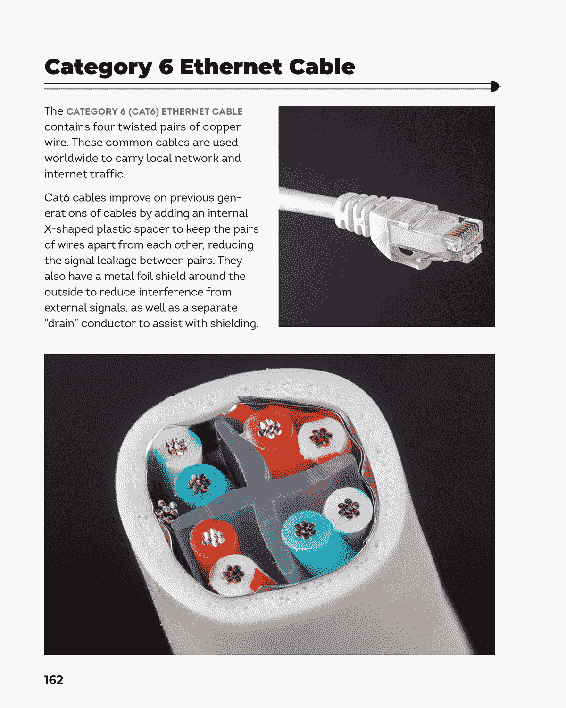 Category 6 Ethernet Cable
The CATEGORY 6 (CAT6) ETHERNET CABLE
contains four twisted pairs of copper
wire. These common cables are used
worldwide to carry local network and
internet traffic.
Cat6 cables improve on previous gen-
erations of cables by adding an internal
X-shaped plastic spacer to keep the pairs
of wires apart from each other, reducing
the signal leakage between pairs. They
also have a metal foil shield around the
outside to reduce interference from
external signals, as well as a separate
“drain” conductor to assist with shielding.
162